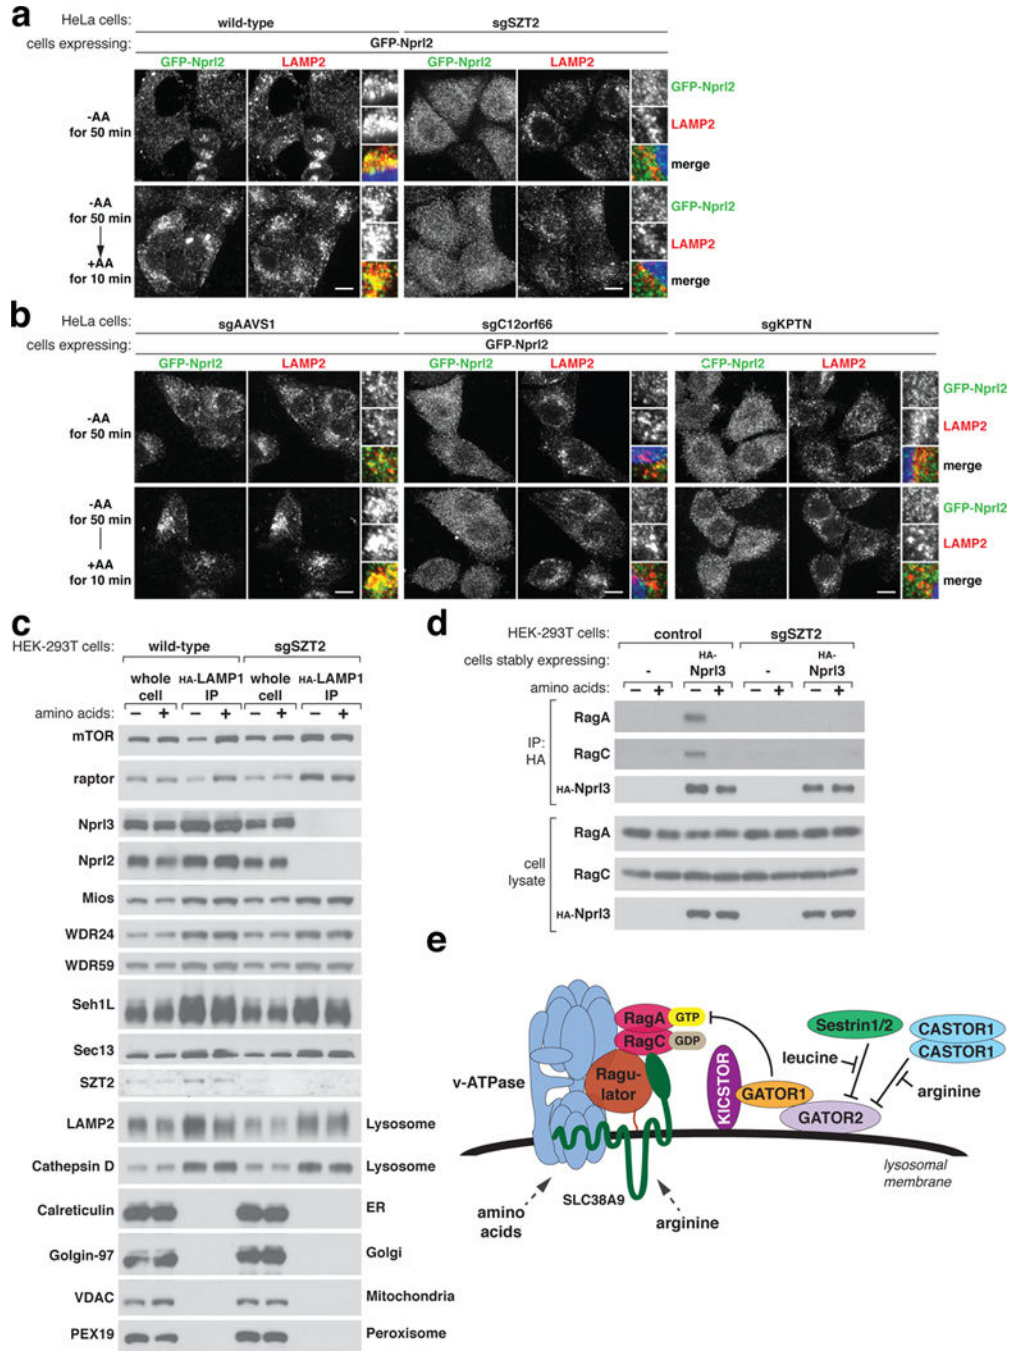 a
HeLa cells: wild-type sgSZT2
cells expressing: GFP-Nprl2
GFP-Nprl2 LAMP2 GFP-Nprl2 LAMP2
-AA
for 50 min
GFP-Nprl2
LAMP2
merge
-AA
for 50 min
+AA
for 10 min
GFP-Nprl2
LAMP2
merge
b
HeLa cells: sgAAVS1 sgC12orf66 sgKPTN
cells expressing: GFP-Nprl2
GFP-Nprl2 LAMP2 GFP-Nprl2 LAMP2 GFP-Nprl2 LAMP2
-AA
for 50 min
GFP-Nprl2
LAMP2
merge
-AA
for 50 min
+AA
for 10 min
GFP-Nprl2
LAMP2
merge
c
HEK-293T cells: wild-type sgSZT2
whole cell HA-LAMP1 IP whole cell HA-LAMP1 IP
amino acids: − + − + − + − +
mTOR
raptor
Nprl3
Nprl2
Mios
WDR24
WDR59
Seh1L
Sec13
SZT2
LAMP2 Lysosome
Cathepsin D Lysosome
Calreticulin ER
Golgin-97 Golgi
VDAC Mitochondria
PEX19 Peroxisome
d
HEK-293T cells: control sgSZT2
cells stably expressing: - HA-Nprl3 - HA-Nprl3
amino acids: − + − + − + − +
IP: HA
RagA
RagC
HA-Nprl3
cell lysate
RagA
RagC
HA-Nprl3
e
RagA GTP
RagC GDP
Ragu-
lator
v-ATPase
KICSTOR
GATOR1
GATOR2
Sestrin1/2
CASTOR1
CASTOR1
leucine
arginine
lysosomal
membrane
SLC38A9
amino
acids
arginine